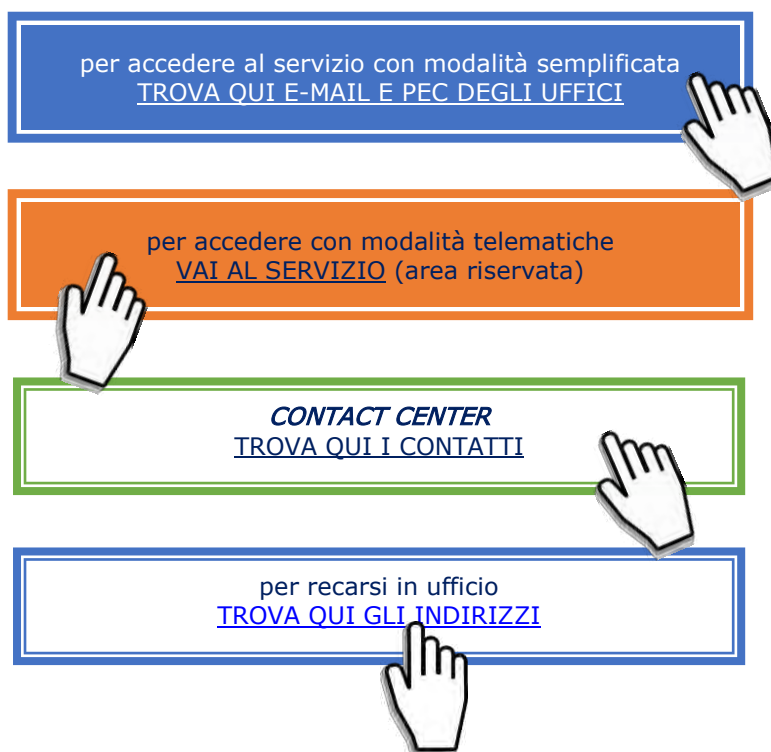 per accedere al servizio con modalità semplificata
TROVA QUI E-MAIL E PEC DEGLI UFFICI
per accedere con modalità telematiche
VAI AL SERVIZIO (area riservata)
CONTACT CENTER
TROVA QUI I CONTATTI
per recarsi in ufficio
TROVA QUI GLI INDIRIZZI